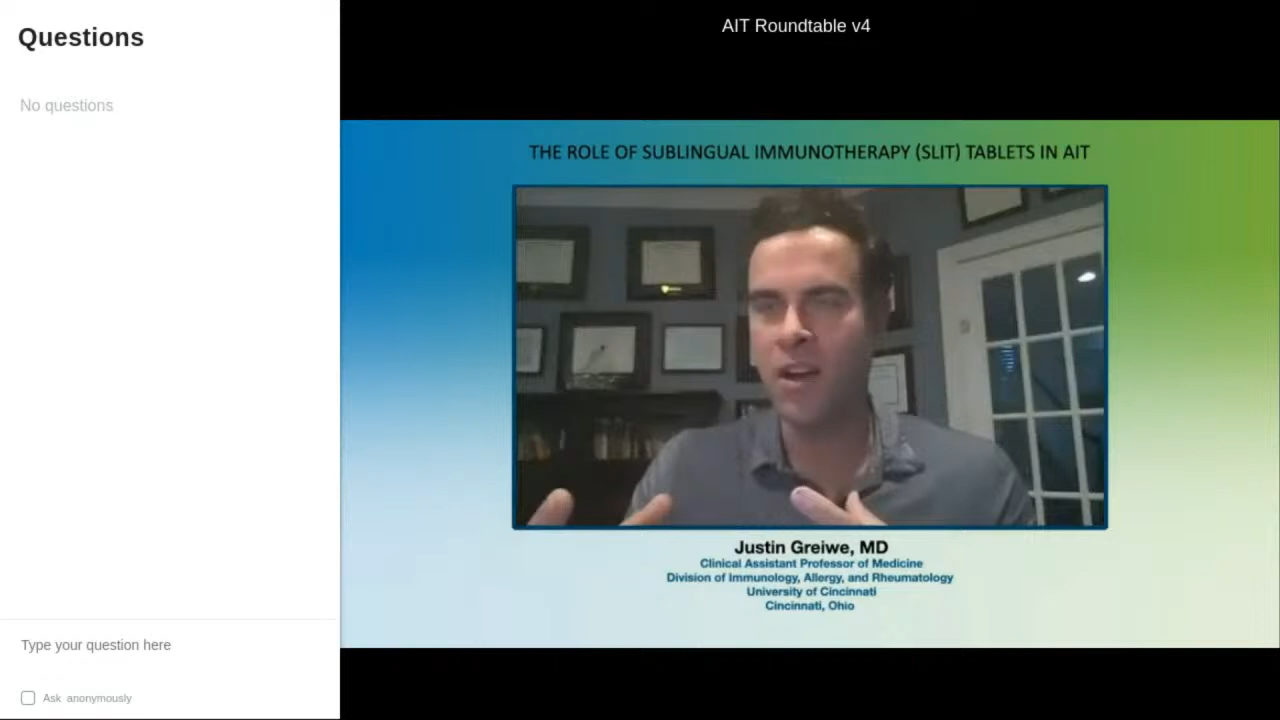 Questions
No questions
Type your question here
Ask anonymously
AIT Roundtable v4
THE ROLE OF SUBLINGUAL IMMUNOTHERAPY (SLIT) TABLETS IN AIT
Justin Greiwe, MD
Clinical Assistant Professor of Medicine
Division of Immunology, Allergy, and Rheumatology
University of Cincinnati
Cincinnati, Ohio